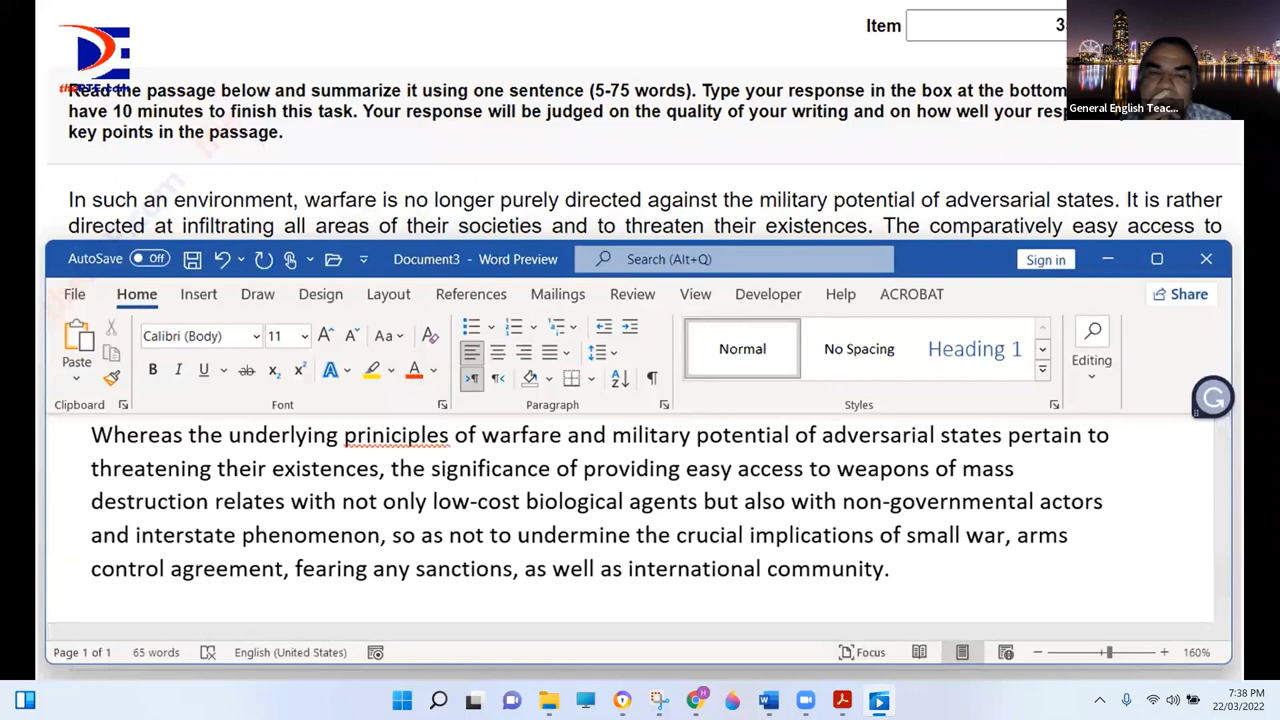 Item 3
thePTE.com
Read the passage below and summarize it using one sentence (5-75 words). Type your response in the box at the bottom
have 10 minutes to finish this task. Your response will be judged on the quality of your writing and on how well your
key points in the passage.
General English Teac...
In such an environment, warfare is no longer purely directed against the military potential of adversarial states. It is rather
directed at infiltrating all areas of their societies and to threaten their existences. The comparatively easy access to
AutoSave Off Document3 - Word Preview Search (Alt+Q) Sign in
File Home Insert Draw Design Layout References Mailings Review View Developer Help ACROBAT Share
Calibri (Body) 11 Normal No Spacing Heading 1
Paste Editing
Clipboard Font Paragraph Styles
Whereas the underlying priniciples of warfare and military potential of adversarial states pertain to
threatening their existences, the significance of providing easy access to weapons of mass
destruction relates with not only low-cost biological agents but also with non-governmental actors
and interstate phenomenon, so as not to undermine the crucial implications of small war, arms
control agreement, fearing any sanctions, as well as international community.
Page 1 of 1 65 words English (United States) Focus 160%
7:38 PM
22/03/2022